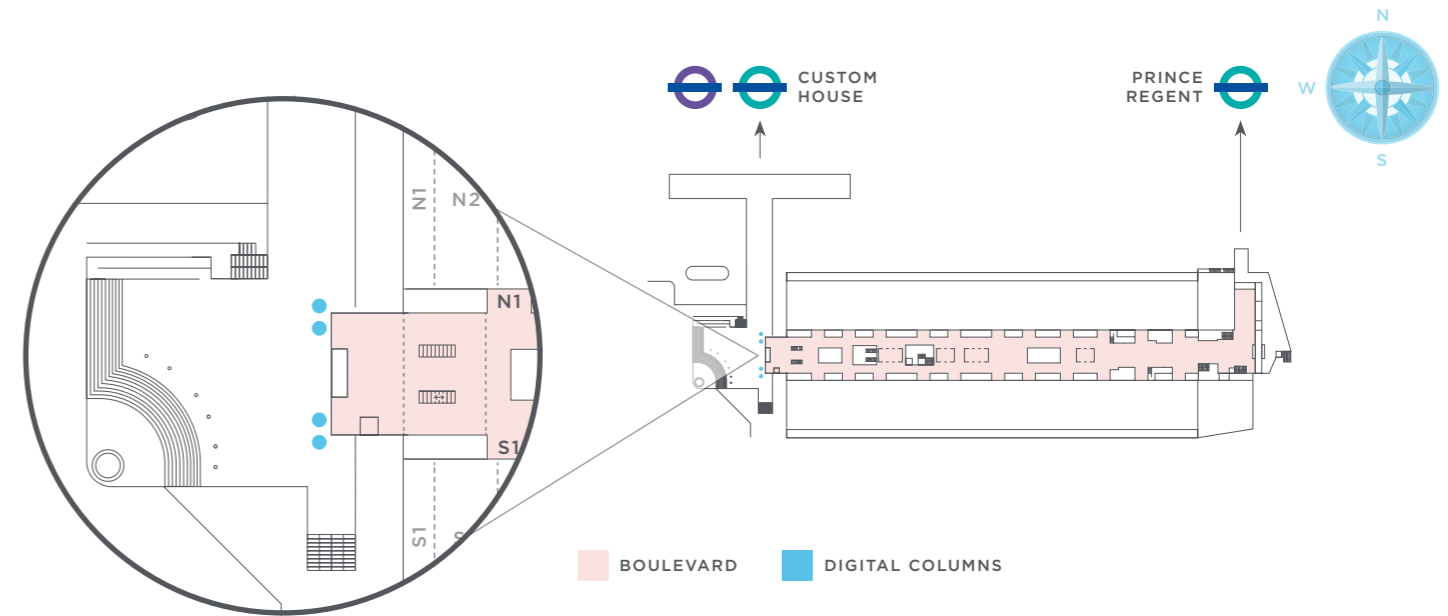 N
CUSTOM
HOUSE
PRINCE
REGENT
W
S
N1
N2
N1
S1
S1
S
BOULEVARD
DIGITAL COLUMNS